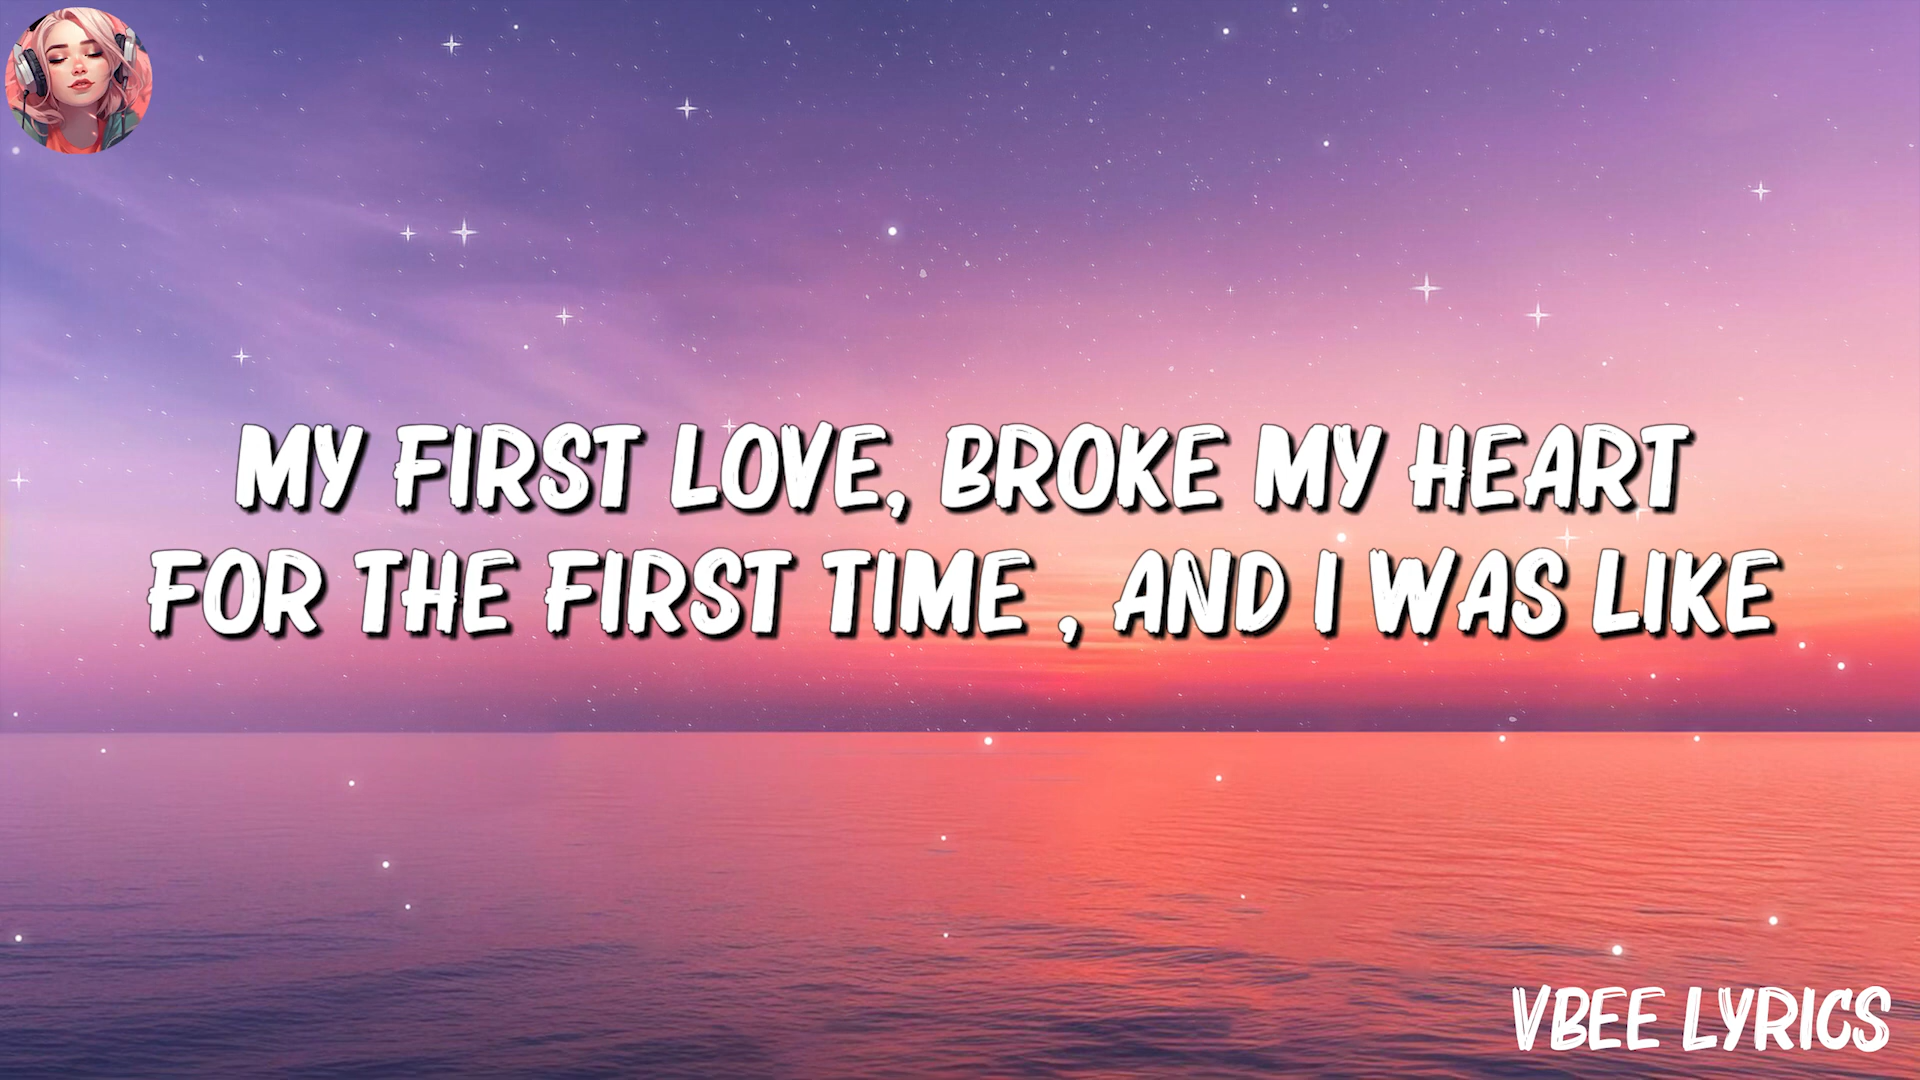 MY FIRST LOVE, BROKE MY HEART
FOR THE FIRST TIME , AND I WAS LIKE
VBEE LYRICS